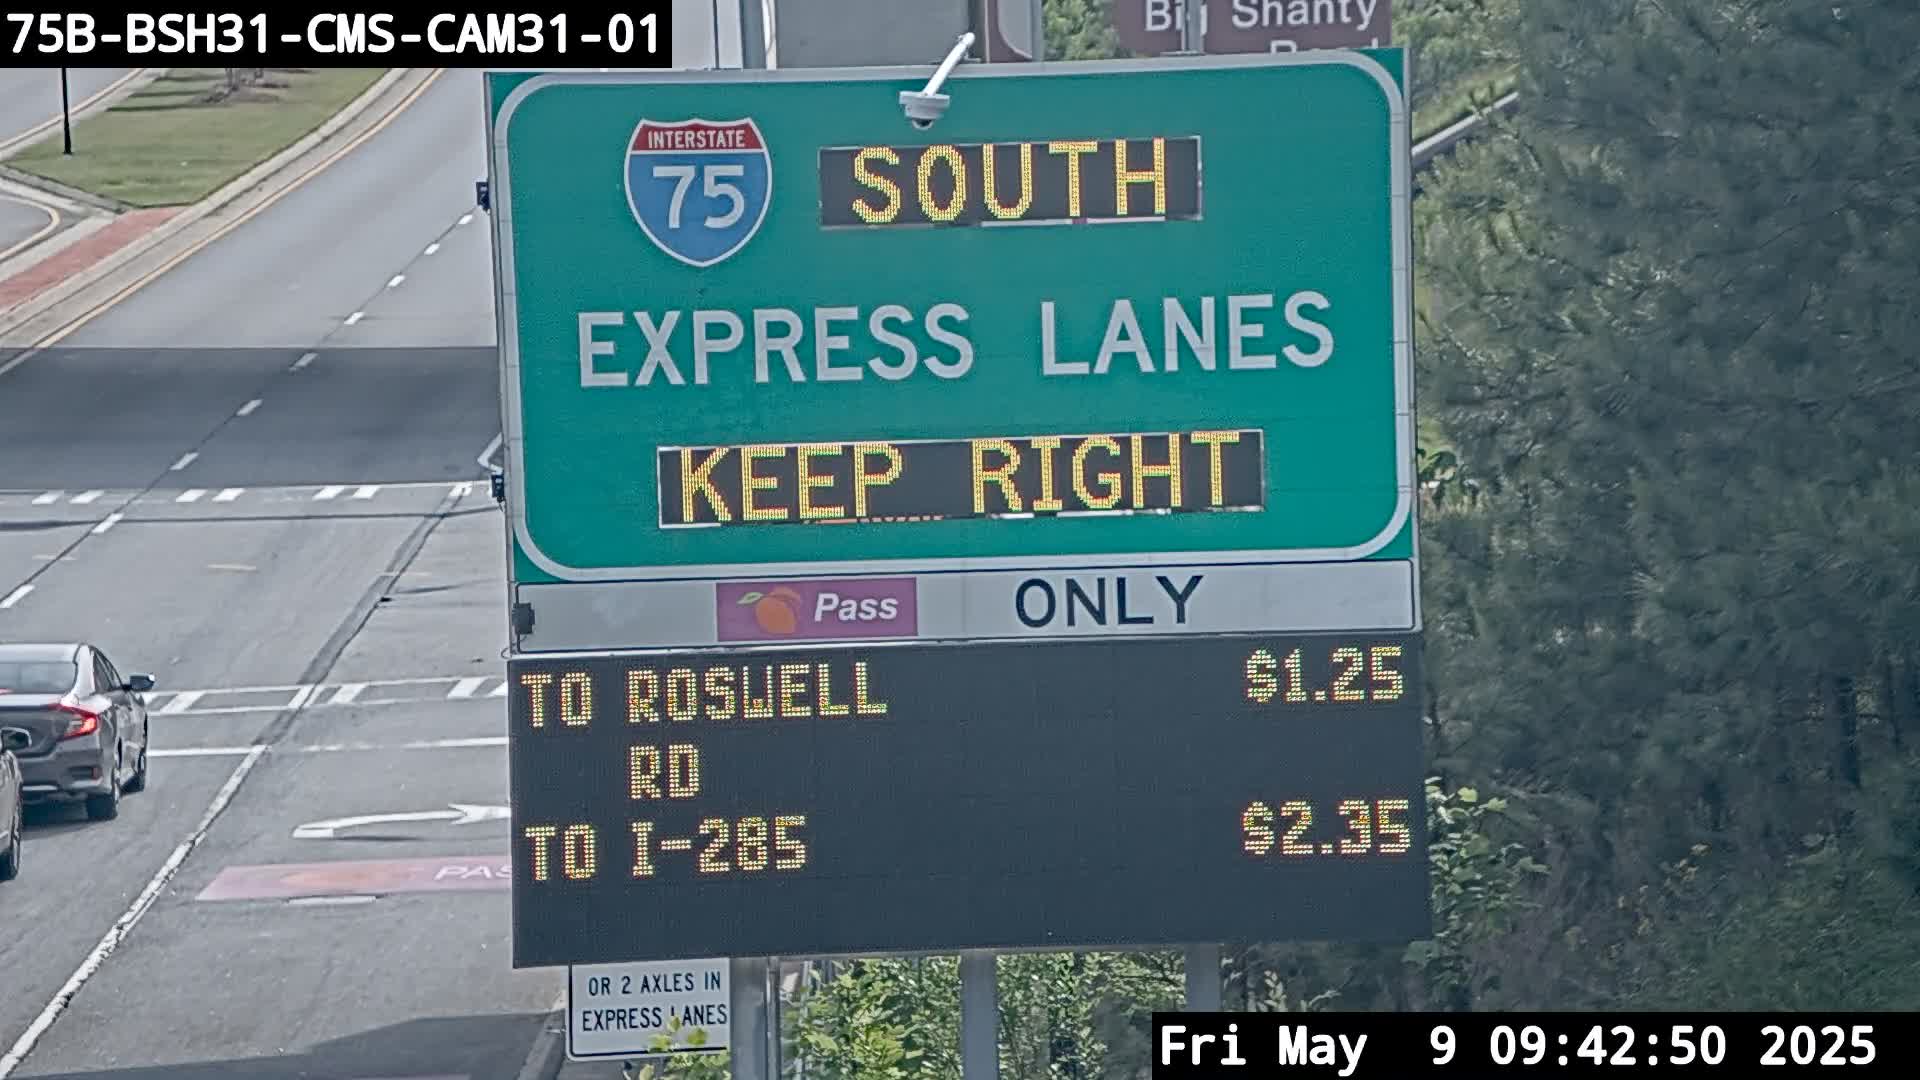 75B-BSH31-CMS-CAM31-01
Big Shanty
Road
INTERSTATE
75
SOUTH
EXPRESS LANES
KEEP RIGHT
Pass ONLY
TO ROSWELL $1.25
RD
TO I-285 $2.35
PAS
OR 2 AXLES IN
EXPRESS LANES
Fri May 9 09:42:50 2025